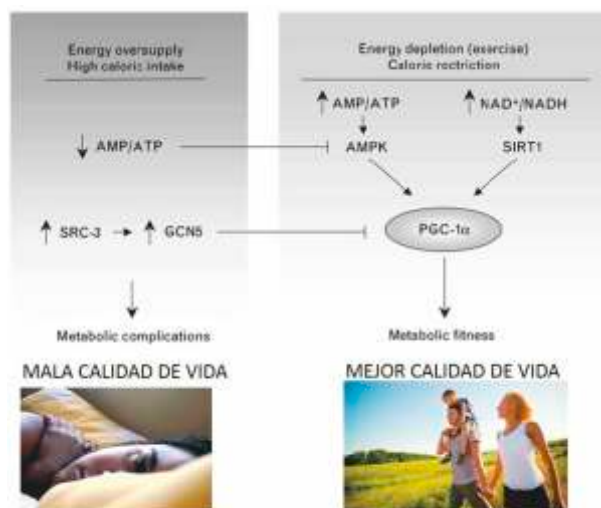 Energy oversupply
High caloric intake
↓ AMP/ATP
↑ SRC-3 → ↑ GCN5
Metabolic complications
MALA CALIDAD DE VIDA
Energy depletion (exercise)
Calorie restriction
↑ AMP/ATP ↑ NAD⁺/NADH
AMPK SIRT1
PGC-1α
Metabolic fitness
MEJOR CALIDAD DE VIDA